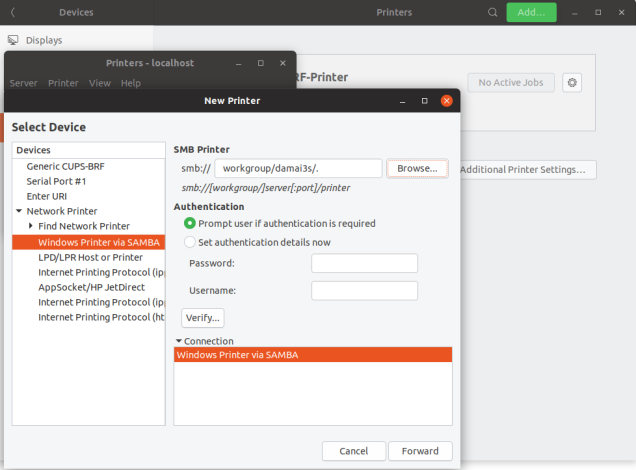 Devices
Printers
Add...
Displays
Printers - localhost
RF-Printer
No Active Jobs
Server Printer View Help
New Printer
Select Device
Additional Printer Settings...
Devices
Generic CUPS-BRF
Serial Port #1
Enter URI
Network Printer
Find Network Printer
Windows Printer via SAMBA
LPD/LPR Host or Printer
Internet Printing Protocol (ip
AppSocket/HP JetDirect
Internet Printing Protocol (ip
Internet Printing Protocol (ht
SMB Printer
smb:// workgroup/damai3s/. Browse...
smb://[workgroup/]server[:port]/printer
Authentication
Prompt user if authentication is required
Set authentication details now
Password:
Username:
Verify...
Connection
Windows Printer via SAMBA
Cancel Forward